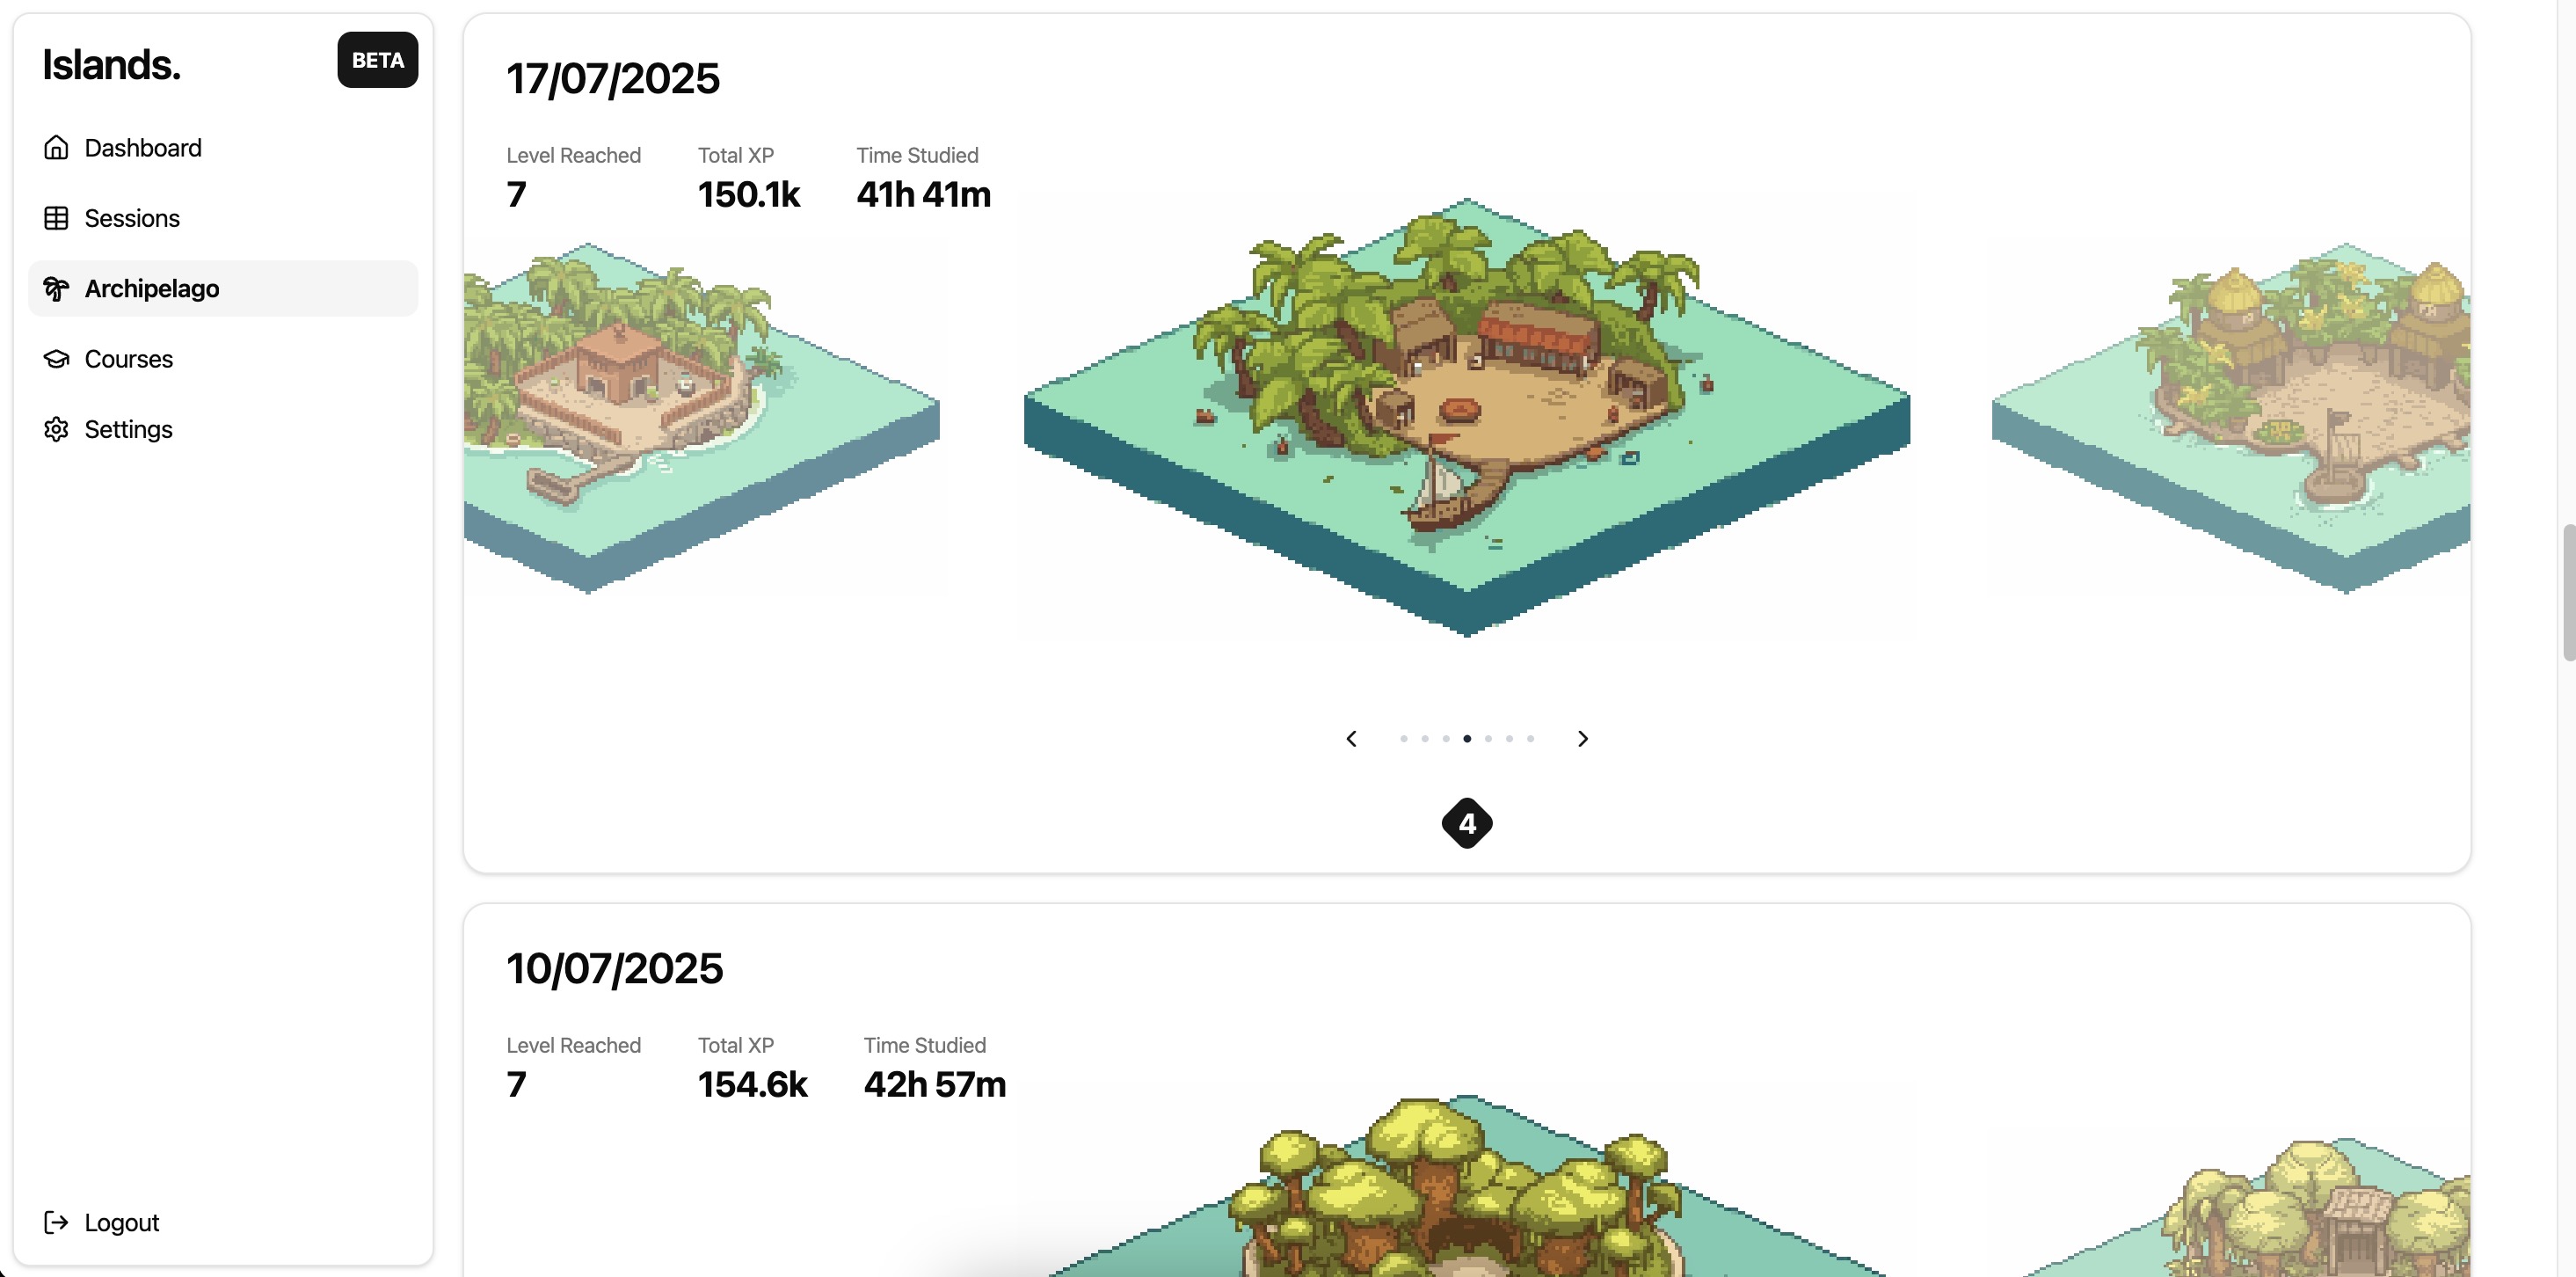 Islands.
BETA
Dashboard
Sessions
Archipelago
Courses
Settings
Logout
17/07/2025
Level Reached Total XP Time Studied
7 150.1k 41h 41m
4
10/07/2025
Level Reached Total XP Time Studied
7 154.6k 42h 57m